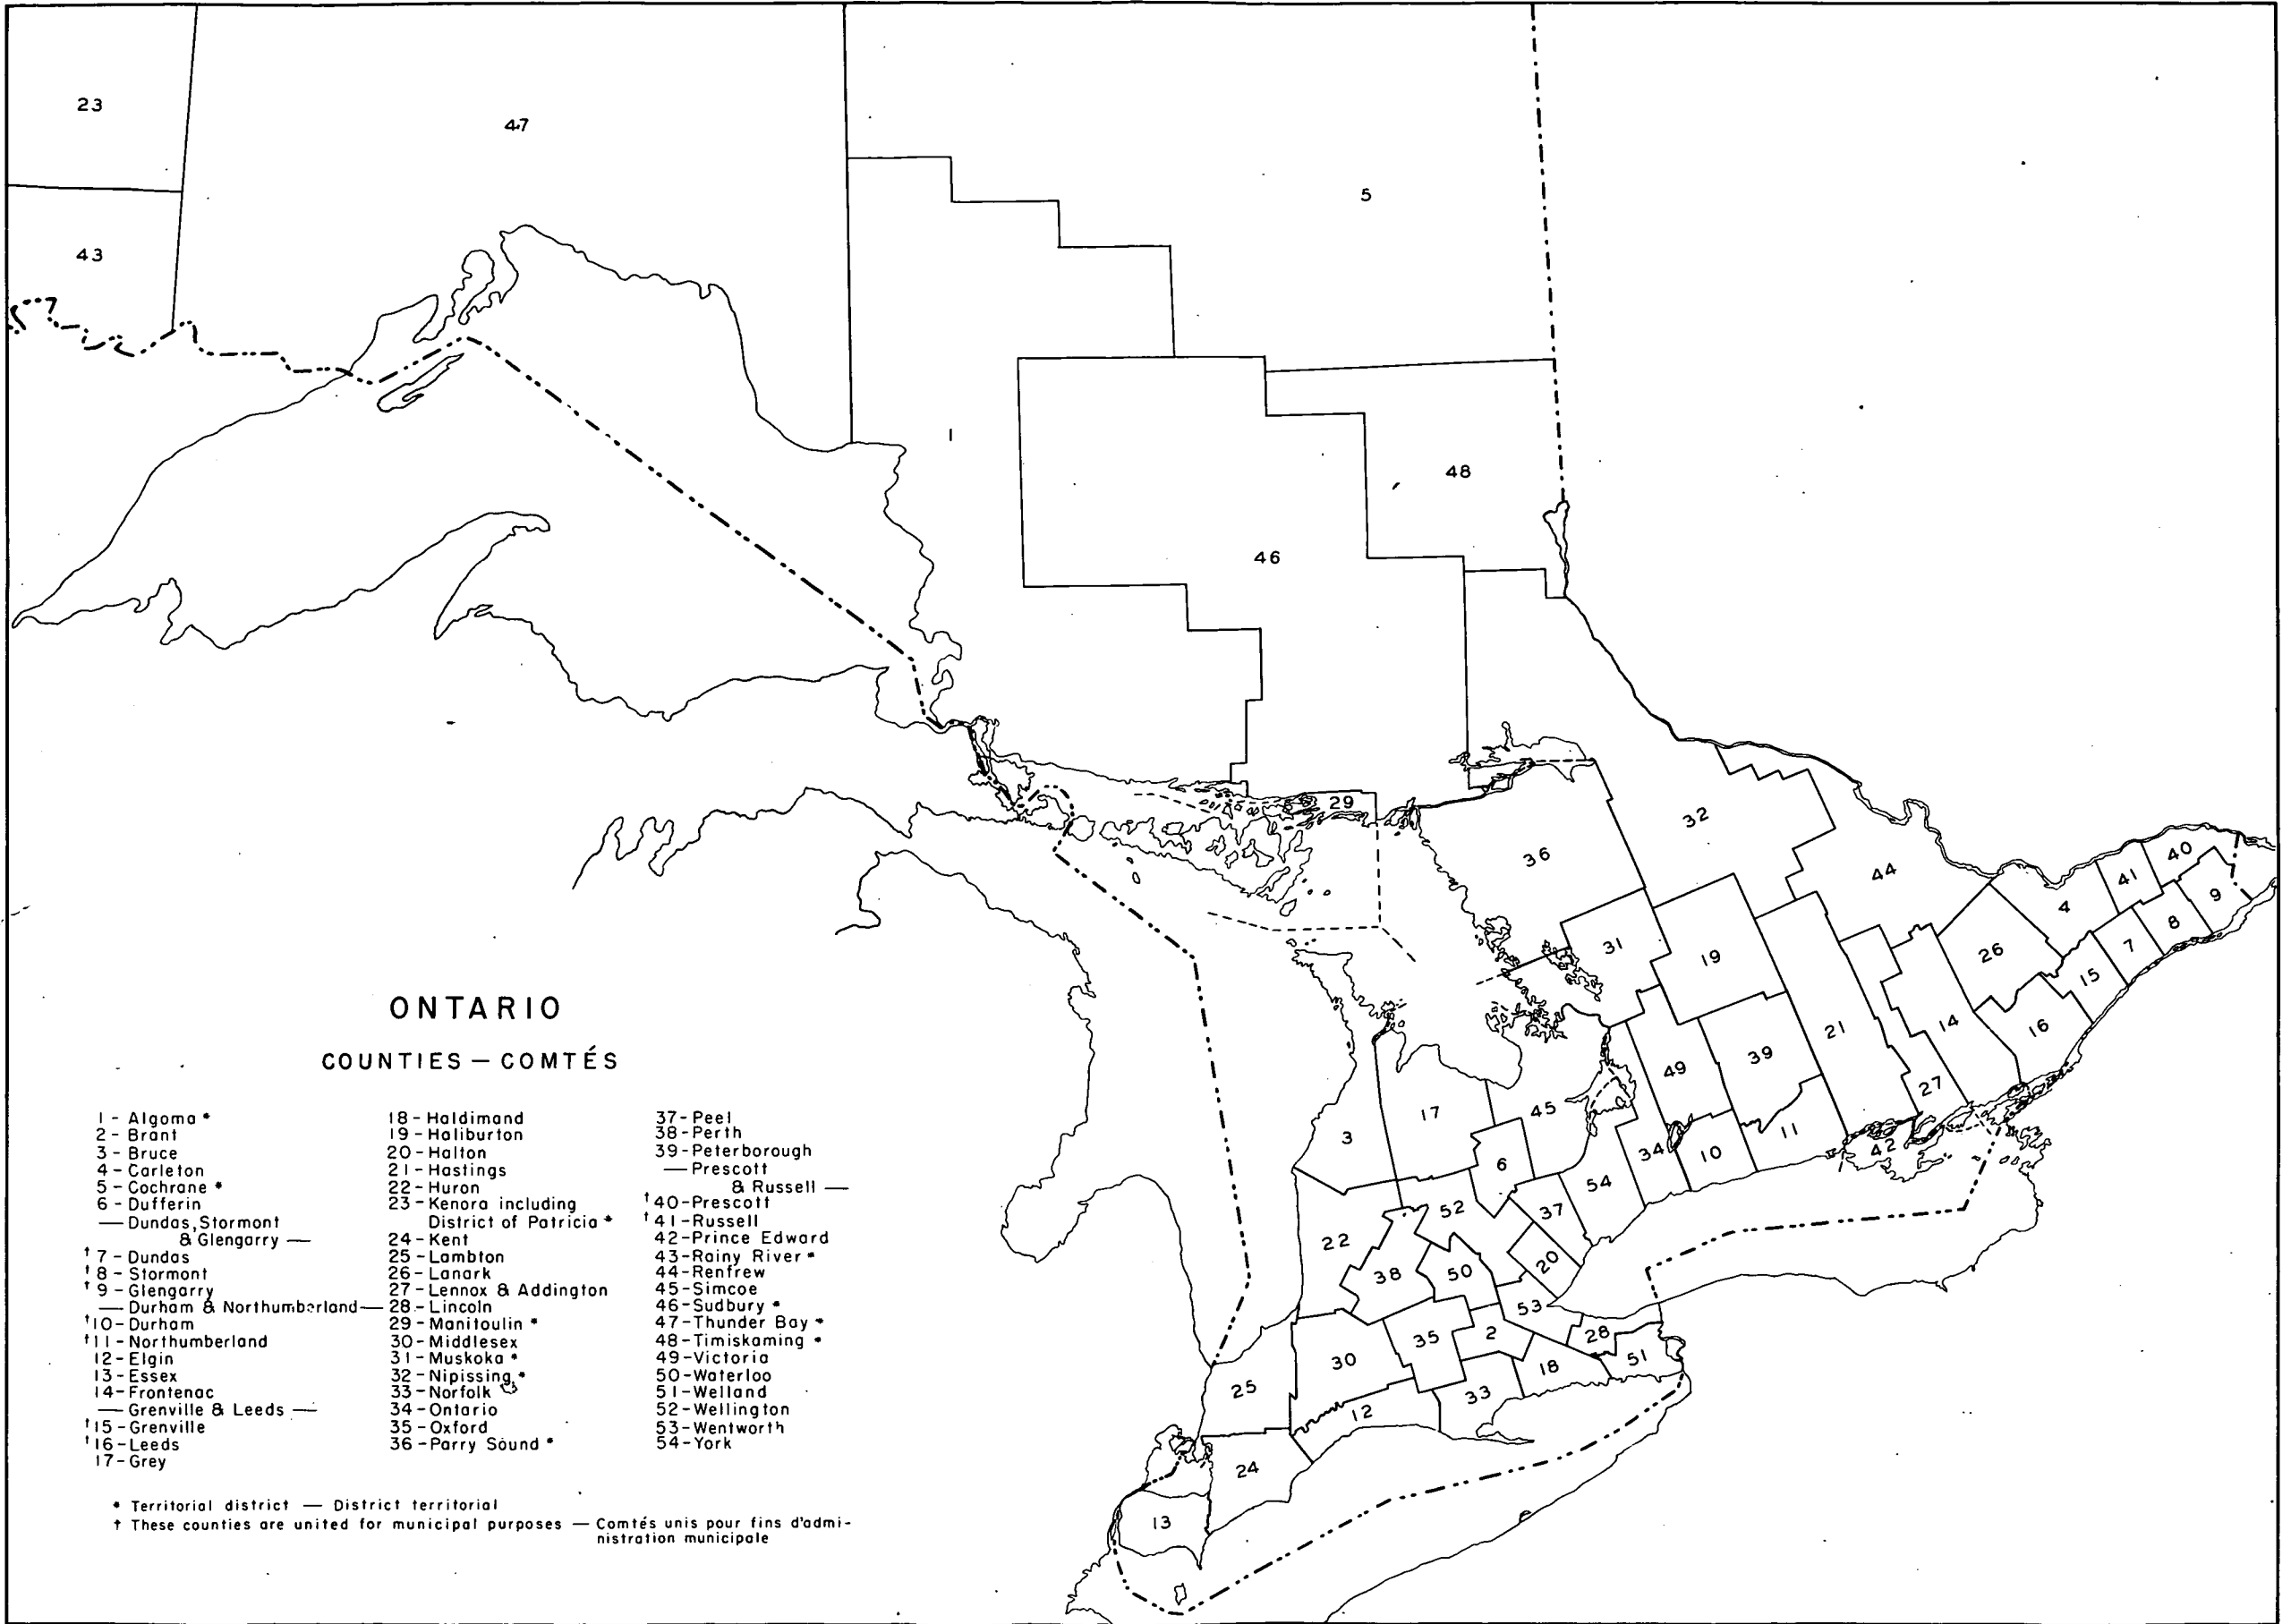 23
47
5
43
1
48
46
29
32
36
40
41
44
9
4
8
31
7
19
26
15
21
14
16
39
49
27
17
45
3
11
42
34
10
6
54
52
37
22
20
38
50
53
28
2
35
51
30
18
25
33
12
24
13
ONTARIO
COUNTIES — COMTÉS
1 - Algoma *
2 - Brant
3 - Bruce
4 - Carleton
5 - Cochrane *
6 - Dufferin
— Dundas, Stormont
& Glengarry —
† 7 - Dundas
† 8 - Stormont
† 9 - Glengarry
— Durham & Northumberland —
† 10 - Durham
† 11 - Northumberland
12 - Elgin
13 - Essex
14 - Frontenac
— Grenville & Leeds —
† 15 - Grenville
† 16 - Leeds
17 - Grey
18 - Haldimand
19 - Haliburton
20 - Halton
21 - Hastings
22 - Huron
23 - Kenora including
District of Patricia *
24 - Kent
25 - Lambton
26 - Lanark
27 - Lennox & Addington
28 - Lincoln
29 - Manitoulin *
30 - Middlesex
31 - Muskoka *
32 - Nipissing *
33 - Norfolk
34 - Ontario
35 - Oxford
36 - Parry Sound *
37 - Peel
38 - Perth
39 - Peterborough
— Prescott
& Russell —
† 40 - Prescott
† 41 - Russell
42 - Prince Edward
43 - Rainy River *
44 - Renfrew
45 - Simcoe
46 - Sudbury *
47 - Thunder Bay *
48 - Timiskaming *
49 - Victoria
50 - Waterloo
51 - Welland
52 - Wellington
53 - Wentworth
54 - York
* Territorial district — District territorial
† These counties are united for municipal purposes — Comtés unis pour fins d'admi-
nistration municipale